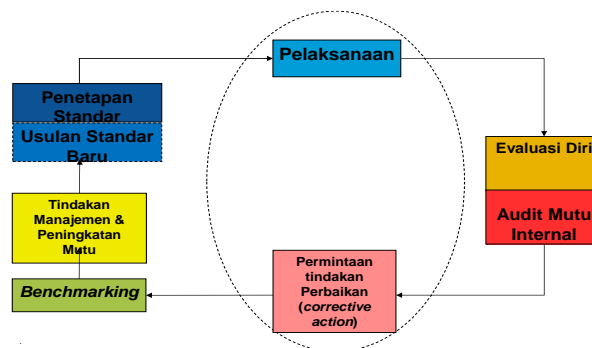 Pelaksanaan
Penetapan
Standar
Usulan Standar
Baru
Evaluasi Diri
Audit Mutu
Internal
Tindakan
Manajemen &
Peningkatan
Mutu
Permintaan
tindakan
Perbaikan
(corrective
action)
Benchmarking